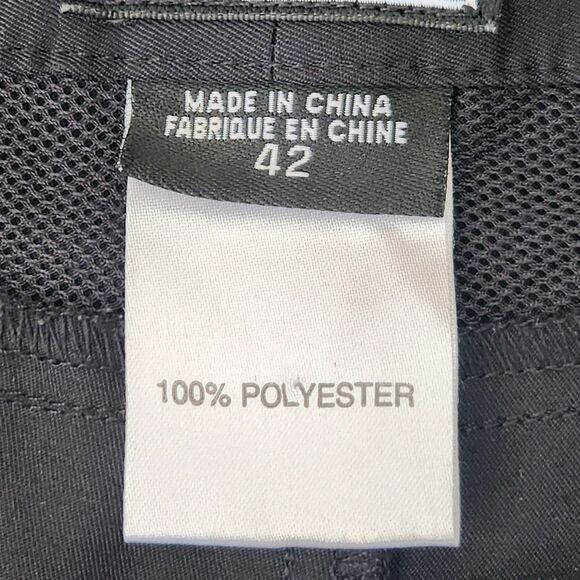 MADE IN CHINA
FABRIQUE EN CHINE
42
100% POLYESTER